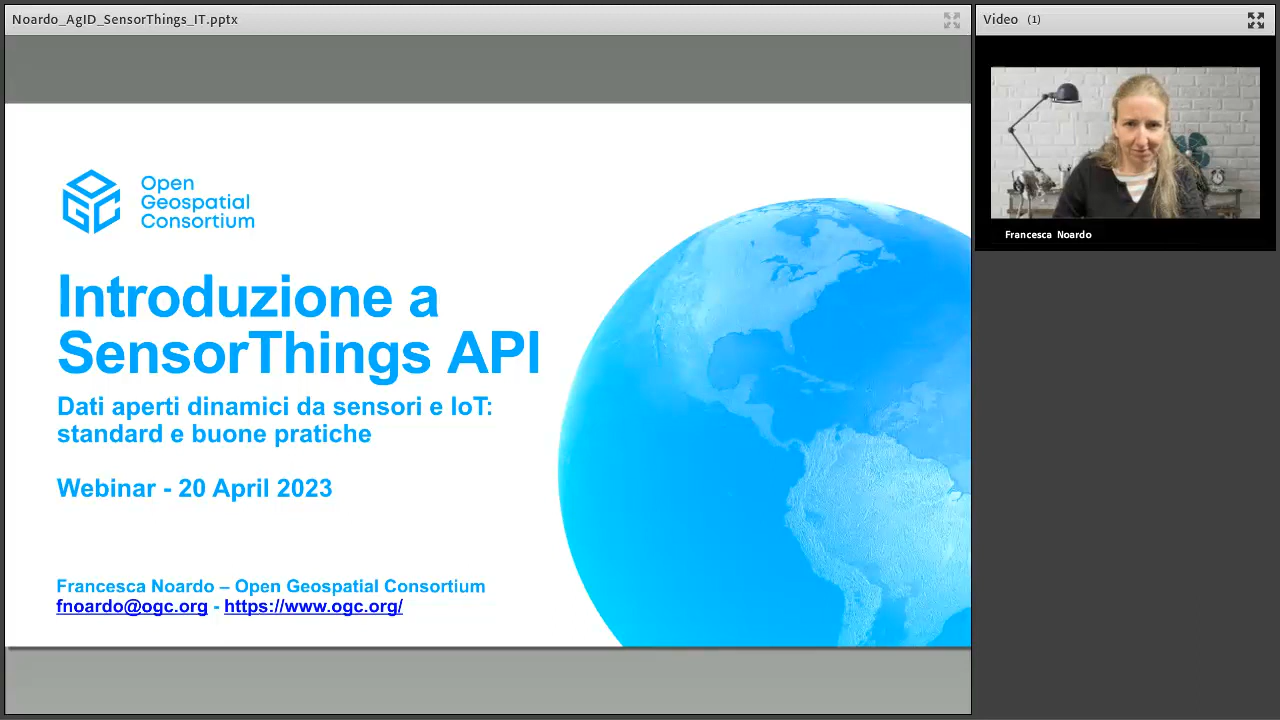 Noardo_AgID_SensorThings_IT.pptx
Video (1)
Francesca Noardo
Open
Geospatial
Consortium
Introduzione a
SensorThings API
Dati aperti dinamici da sensori e IoT:
standard e buone pratiche
Webinar - 20 April 2023
Francesca Noardo – Open Geospatial Consortium
fnoardo@ogc.org - https://www.ogc.org/